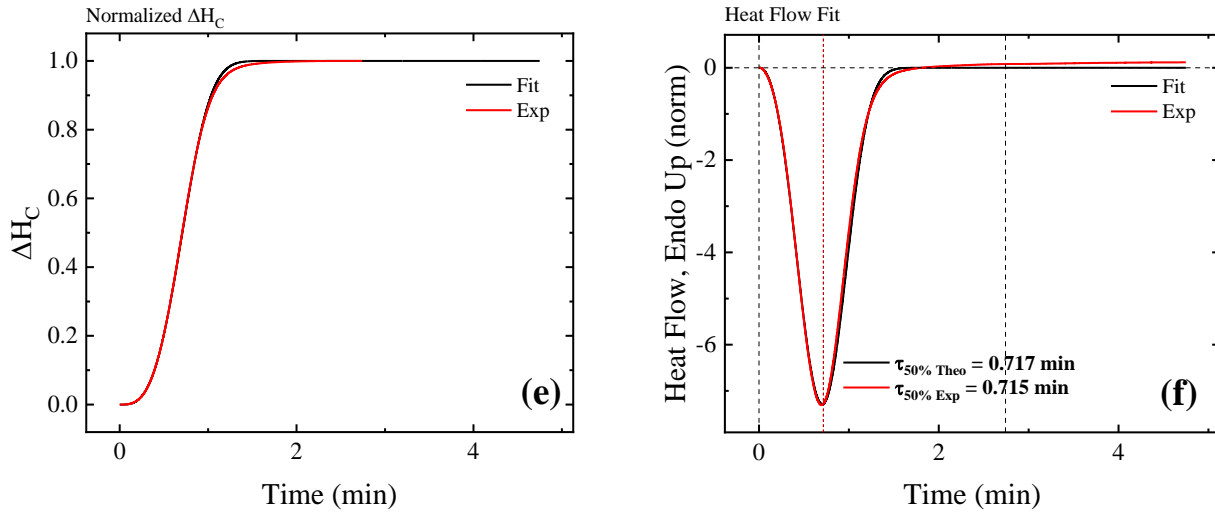 Normalized ΔH_C
1.0
0.8
0.6
0.4
0.2
0.0
ΔH_C
Fit
Exp
(e)
0
2
4
Time (min)
Heat Flow Fit
0
-2
-4
-6
Heat Flow, Endo Up (norm)
Fit
Exp
τ_50% Theo = 0.717 min
τ_50% Exp = 0.715 min
(f)
0
2
4
Time (min)